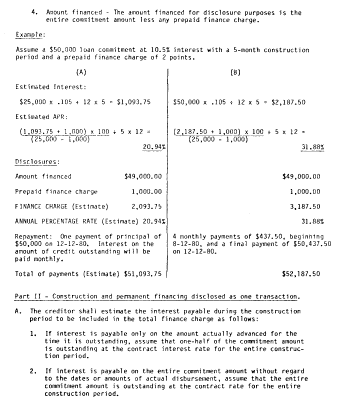 4. Amount financed - The amount financed for disclosure purposes is the
entire commitment amount less any prepaid finance charge.
Example:
Assume a $50,000 loan commitment at 10.5% interest with a 5-month construction
period and a prepaid finance charge of 2 points.
(A) (B)
Estimated Interest:
$25,000 x .105 ÷ 12 x 5 = $1,093.75 $50,000 x .105 ÷ 12 x 5 = $2,187.50
Estimated APR:
(1,093.75 + 1,000) x 100 ÷ 5 x 12 = (2,187.50 + 1,000) x 100 ÷ 5 x 12 =
(25,000 - 1,000) (25,000 - 1,000)
20.94% 31.88%
Disclosures:
Amount financed $49,000.00 $49,000.00
Prepaid finance charge 1,000.00 1,000.00
FINANCE CHARGE (Estimate) 2,093.75 3,187.50
ANNUAL PERCENTAGE RATE (Estimate) 20.94% 31.88%
Repayment: One payment of principal of 4 monthly payments of $437.50, beginning
$50,000 on 12-12-80. Interest on the 8-12-80, and a final payment of $50,437.50
amount of credit outstanding will be on 12-12-80.
paid monthly.
Total of payments (Estimate) $51,093.75 $52,187.50
Part II - Construction and permanent financing disclosed as one transaction.
A. The creditor shall estimate the interest payable during the construction
period to be included in the total finance charge as follows:
1. If interest is payable only on the amount actually advanced for the
time it is outstanding, assume that one-half of the commitment amount
is outstanding at the contract interest rate for the entire construc-
tion period.
2. If interest is payable on the entire commitment amount without regard
to the dates or amounts of actual disbursement, assume that the entire
commitment amount is outstanding at the contract rate for the entire
construction period.